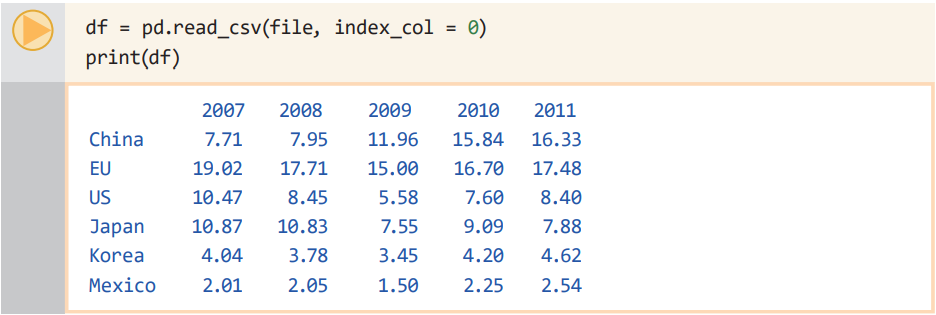 df = pd.read_csv(file, index_col = 0)
print(df)
2007 2008 2009 2010 2011
China 7.71 7.95 11.96 15.84 16.33
EU 19.02 17.71 15.00 16.70 17.48
US 10.47 8.45 5.58 7.60 8.40
Japan 10.87 10.83 7.55 9.09 7.88
Korea 4.04 3.78 3.45 4.20 4.62
Mexico 2.01 2.05 1.50 2.25 2.54